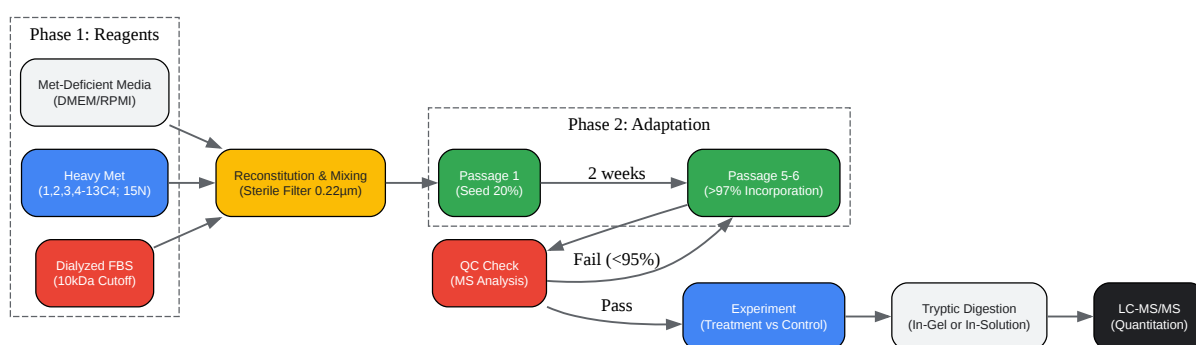 Phase 1: Reagents
Met-Deficient Media
(DMEM/RPMI)
Heavy Met
(1,2,3,4-13C4; 15N)
Dialyzed FBS
(10kDa Cutoff)
Reconstitution & Mixing
(Sterile Filter 0.22µm)
Phase 2: Adaptation
Passage 1
(Seed 20%)
2 weeks
Passage 5-6
(>97% Incorporation)
QC Check
(MS Analysis)
Fail (<95%)
Pass
Experiment
(Treatment vs Control)
Tryptic Digestion
(In-Gel or In-Solution)
LC-MS/MS
(Quantitation)